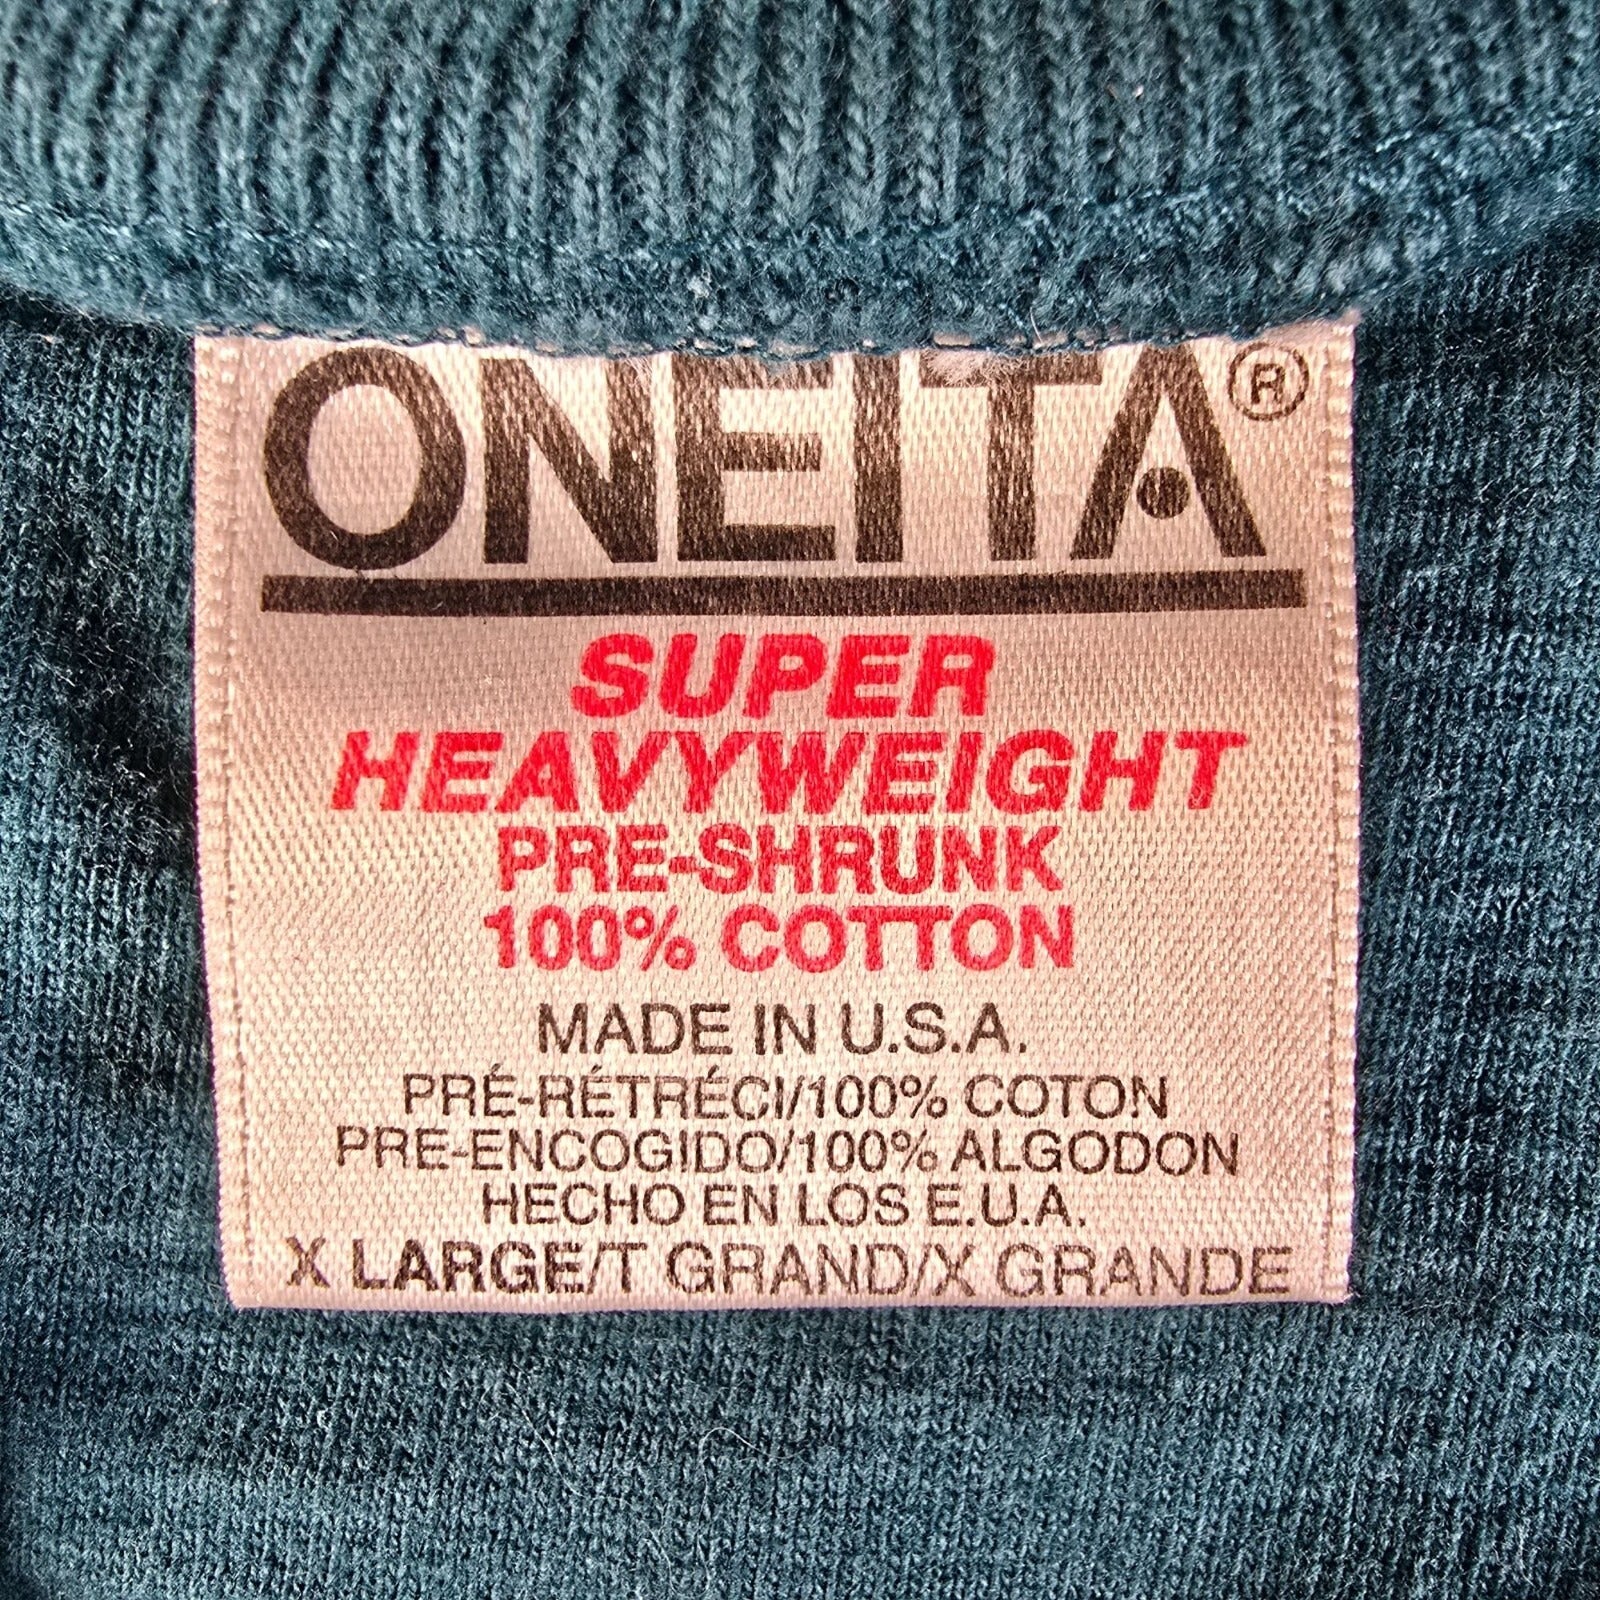 ONEITA®
SUPER
HEAVYWEIGHT
PRE-SHRUNK
100% COTTON
MADE IN U.S.A.
PRÉ-RÉTRÉCI/100% COTON
PRE-ENCOGIDO/100% ALGODON
HECHO EN LOS E.U.A.
X LARGE/T GRAND/X GRANDE